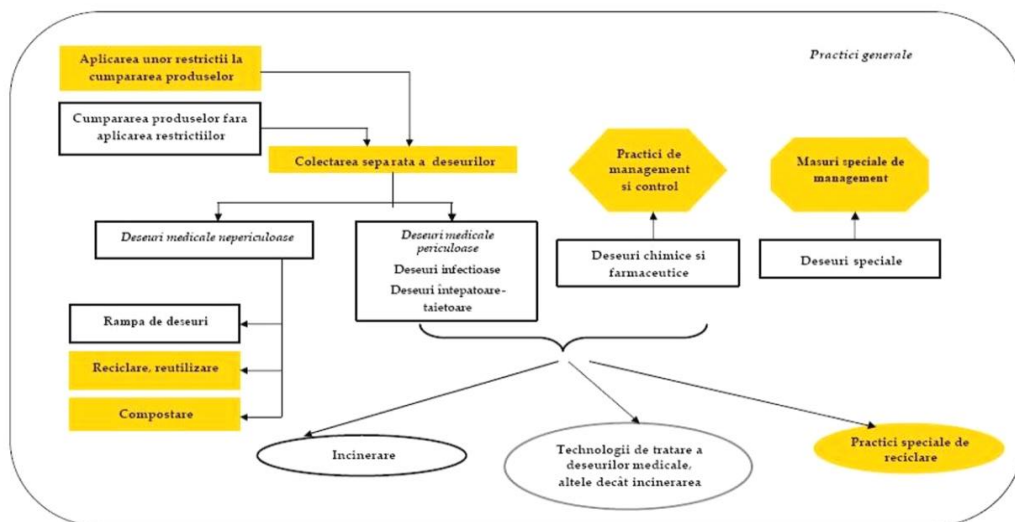 Practici generale
Aplicarea unor restrictii la
cumpararea produselor
Cumpararea produselor fara
aplicarea restrictiilor
Colectarea separata a deseurilor
Practici de
management
si control
Masuri speciale de
management
Deseuri medicale nepericuloase
Deseuri medicale
periculoase
Deseuri infectioase
Deseuri întepatoare-
taietoare
Deseuri chimice si
farmaceutice
Deseuri speciale
Rampa de deseuri
Reciclare, reutilizare
Compostare
Incinerare
Technologii de tratare a
deseurilor medicale,
altele decât incinerarea
Practici speciale de
reciclare